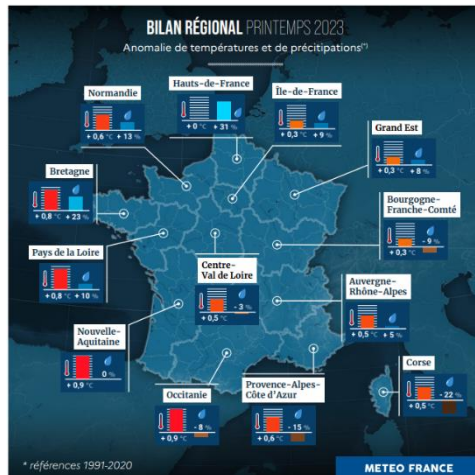 BILAN RÉGIONAL PRINTEMPS 2023
Anomalie de températures et de précipitations(*)
Normandie
+ 0,6 °C + 13 %
Hauts-de-France
+ 0 °C + 31 %
Île-de-France
+ 0,3 °C + 9 %
Grand Est
+ 0,3 °C + 8 %
Bretagne
+ 0,8 °C + 23 %
Bourgogne-
Franche-Comté
- 9 %
+ 0,3 °C
Pays de la Loire
+ 0,8 °C + 10 %
Centre-
Val de Loire
- 3 %
+ 0,5 °C
Auvergne-
Rhône-Alpes
+ 0,5 °C + 5 %
Nouvelle-
Aquitaine
0 %
+ 0,9 °C
Occitanie
- 8 %
+ 0,9 °C
Provence-Alpes-
Côte d'Azur
- 15 %
+ 0,6 °C
Corse
- 22 %
+ 0,5 °C
* références 1991-2020
METEO FRANCE